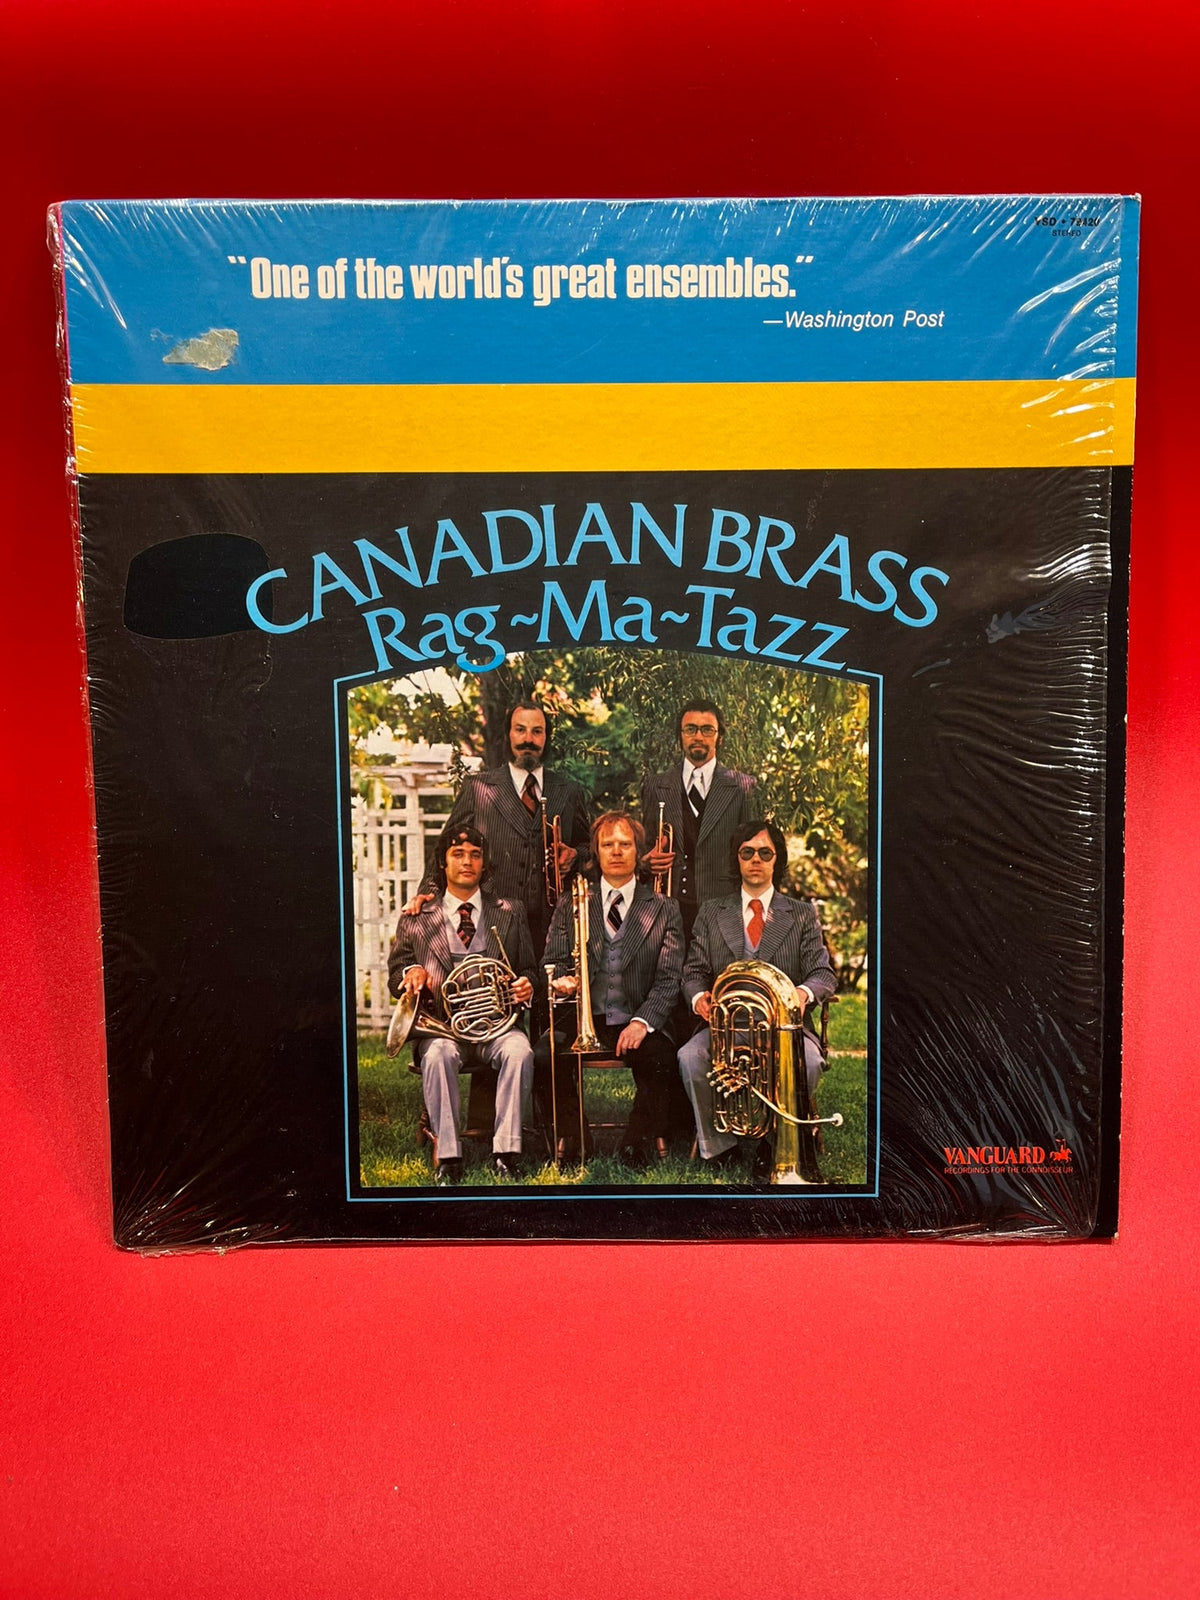 VSD • 79420
STEREO
"One of the world's great ensembles."
—Washington Post
CANADIAN BRASS
Rag~Ma~Tazz
VANGUARD
RECORDINGS FOR THE CONNOISSEUR